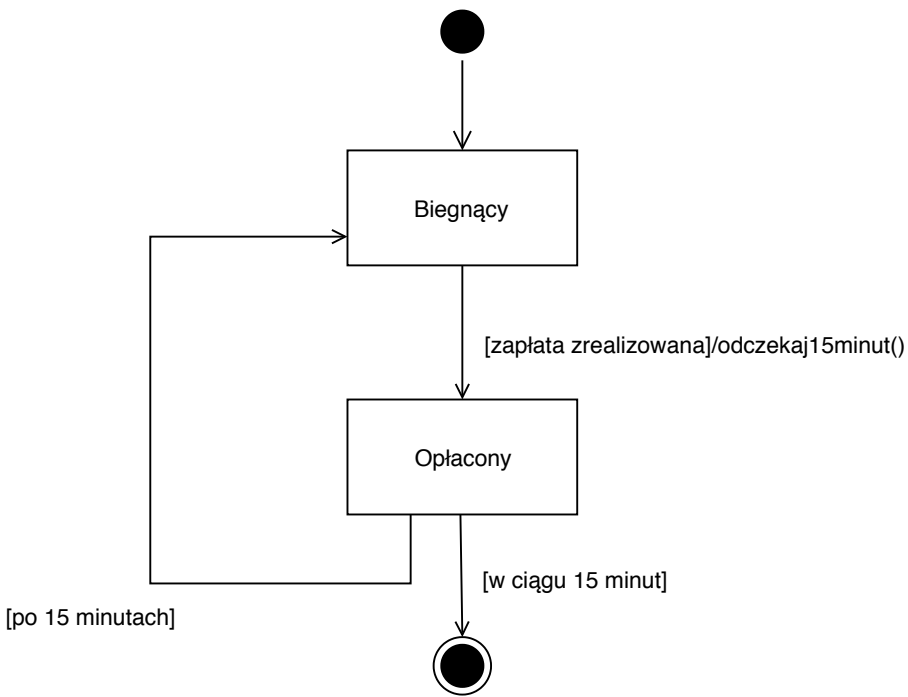 Biegnący
[zapłata zrealizowana]/odczekaj15minut()
Opłacony
[w ciągu 15 minut]
[po 15 minutach]